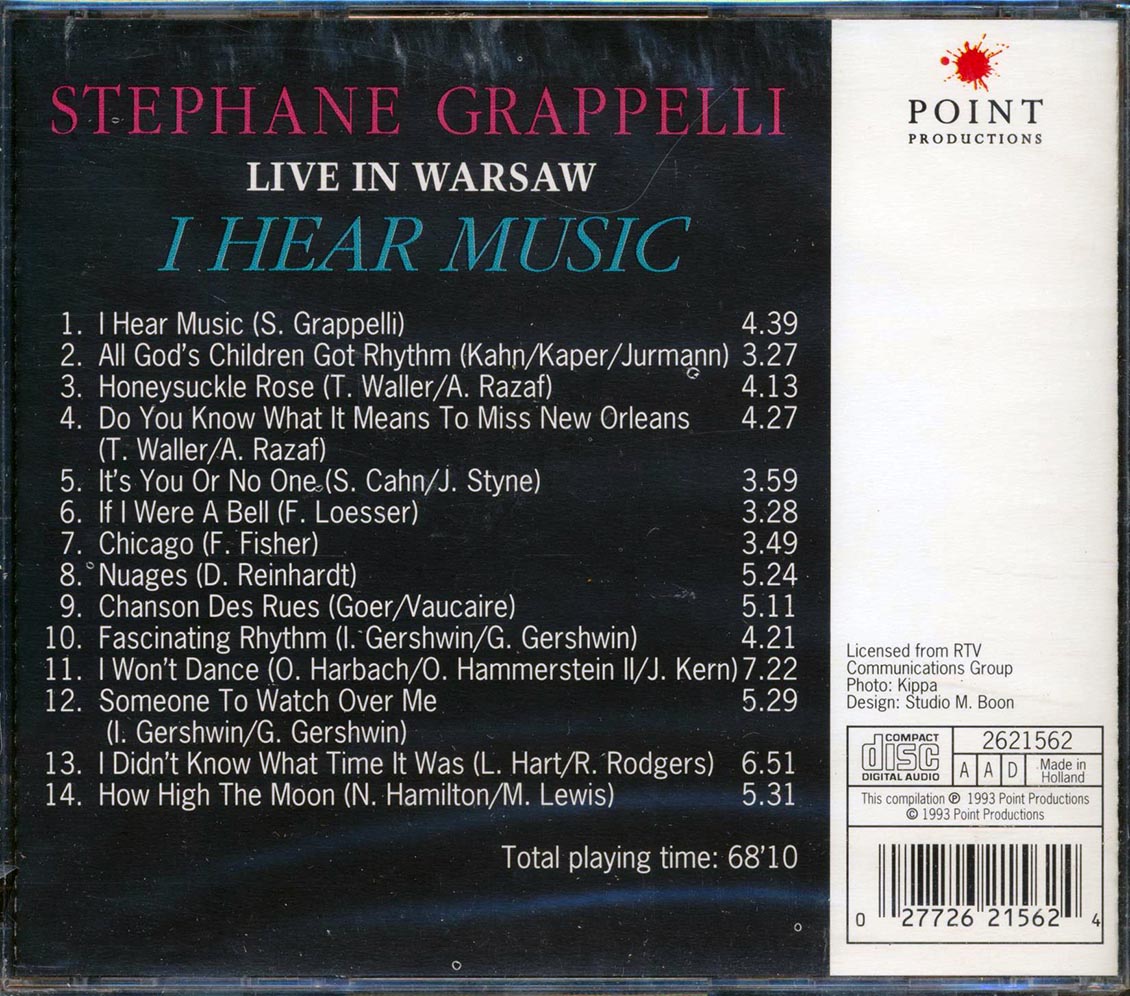 STEPHANE GRAPPELLI
LIVE IN WARSAW
I HEAR MUSIC
1. I Hear Music (S. Grappelli) 4.39
2. All God's Children Got Rhythm (Kahn/Kaper/Jurmann) 3.27
3. Honeysuckle Rose (T. Waller/A. Razaf) 4.13
4. Do You Know What It Means To Miss New Orleans 4.27
(T. Waller/A. Razaf)
5. It's You Or No One (S. Cahn/J. Styne) 3.59
6. If I Were A Bell (F. Loesser) 3.28
7. Chicago (F. Fisher) 3.49
8. Nuages (D. Reinhardt) 5.24
9. Chanson Des Rues (Goer/Vaucaire) 5.11
10. Fascinating Rhythm (I. Gershwin/G. Gershwin) 4.21
11. I Won't Dance (O. Harbach/O. Hammerstein II/J. Kern) 7.22
12. Someone To Watch Over Me 5.29
(I. Gershwin/G. Gershwin)
13. I Didn't Know What Time It Was (L. Hart/R. Rodgers) 6.51
14. How High The Moon (N. Hamilton/M. Lewis) 5.31
Total playing time: 68'10
POINT
PRODUCTIONS
Licensed from RTV
Communications Group
Photo: Kippa
Design: Studio M. Boon
COMPACT
disc
DIGITAL AUDIO
2621562
A A D
Made in
Holland
This compilation ℗ 1993 Point Productions
© 1993 Point Productions
0 27726 21562 4